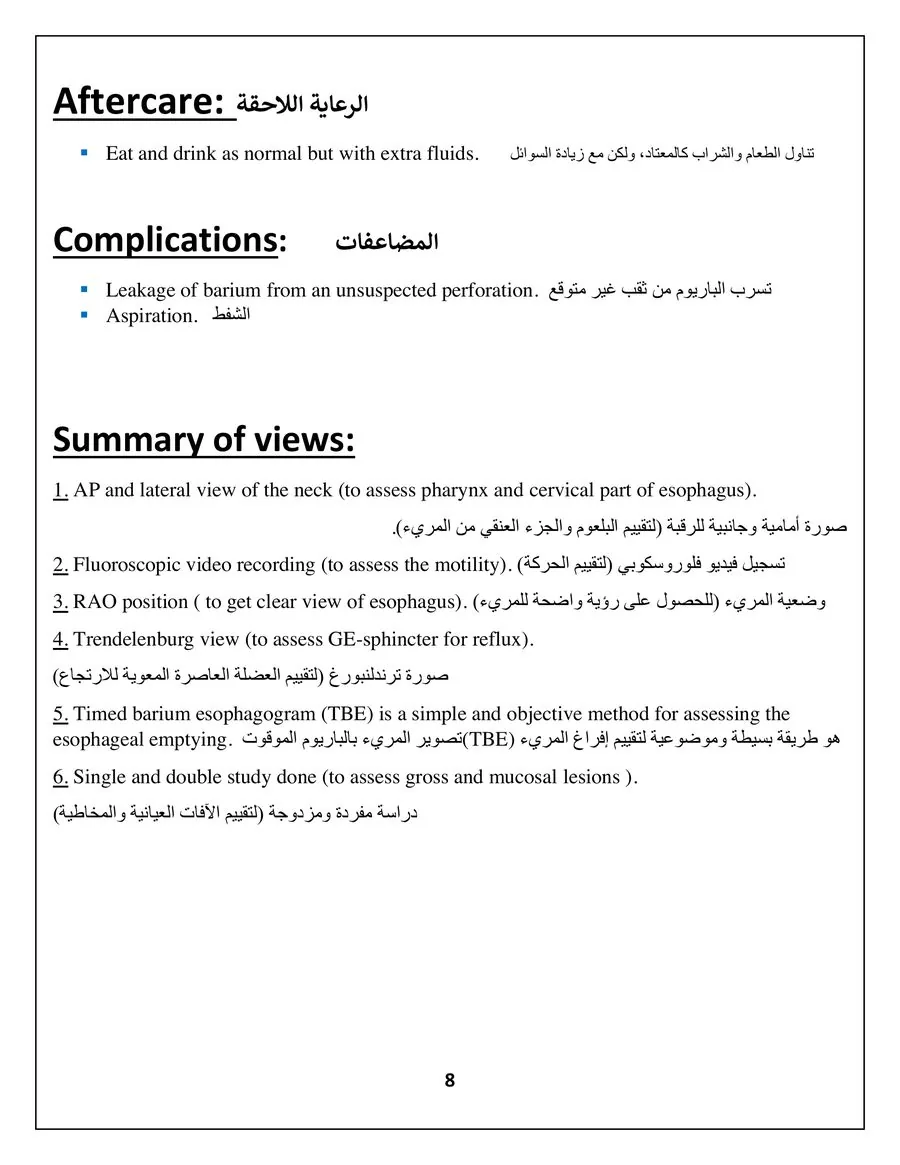 Aftercare: الرعاية اللاحقة
▪ Eat and drink as normal but with extra fluids. تناول الطعام والشراب كالمعتاد، ولكن مع زيادة السوائل
Complications: المضاعفات
▪ Leakage of barium from an unsuspected perforation. تسرب الباريوم من ثقب غير متوقع
▪ Aspiration. الشفط
Summary of views:
1. AP and lateral view of the neck (to assess pharynx and cervical part of esophagus).
صورة أمامية وجانبية للرقبة (لتقييم البلعوم والجزء العنقي من المريء).
2. Fluoroscopic video recording (to assess the motility). تسجيل فيديو فلوروسكوبي (لتقييم الحركة)
3. RAO position ( to get clear view of esophagus). وضعية المريء (للحصول على رؤية واضحة للمريء)
4. Trendelenburg view (to assess GE-sphincter for reflux).
صورة ترندلنبورغ (لتقييم العضلة العاصرة المعوية للارتجاع)
5. Timed barium esophagogram (TBE) is a simple and objective method for assessing the
esophageal emptying. تصوير المريء بالباريوم الموقوت(TBE) هو طريقة بسيطة وموضوعية لتقييم إفراغ المريء
6. Single and double study done (to assess gross and mucosal lesions ).
دراسة مفردة ومزدوجة (لتقييم الآفات العيانية والمخاطية)
8